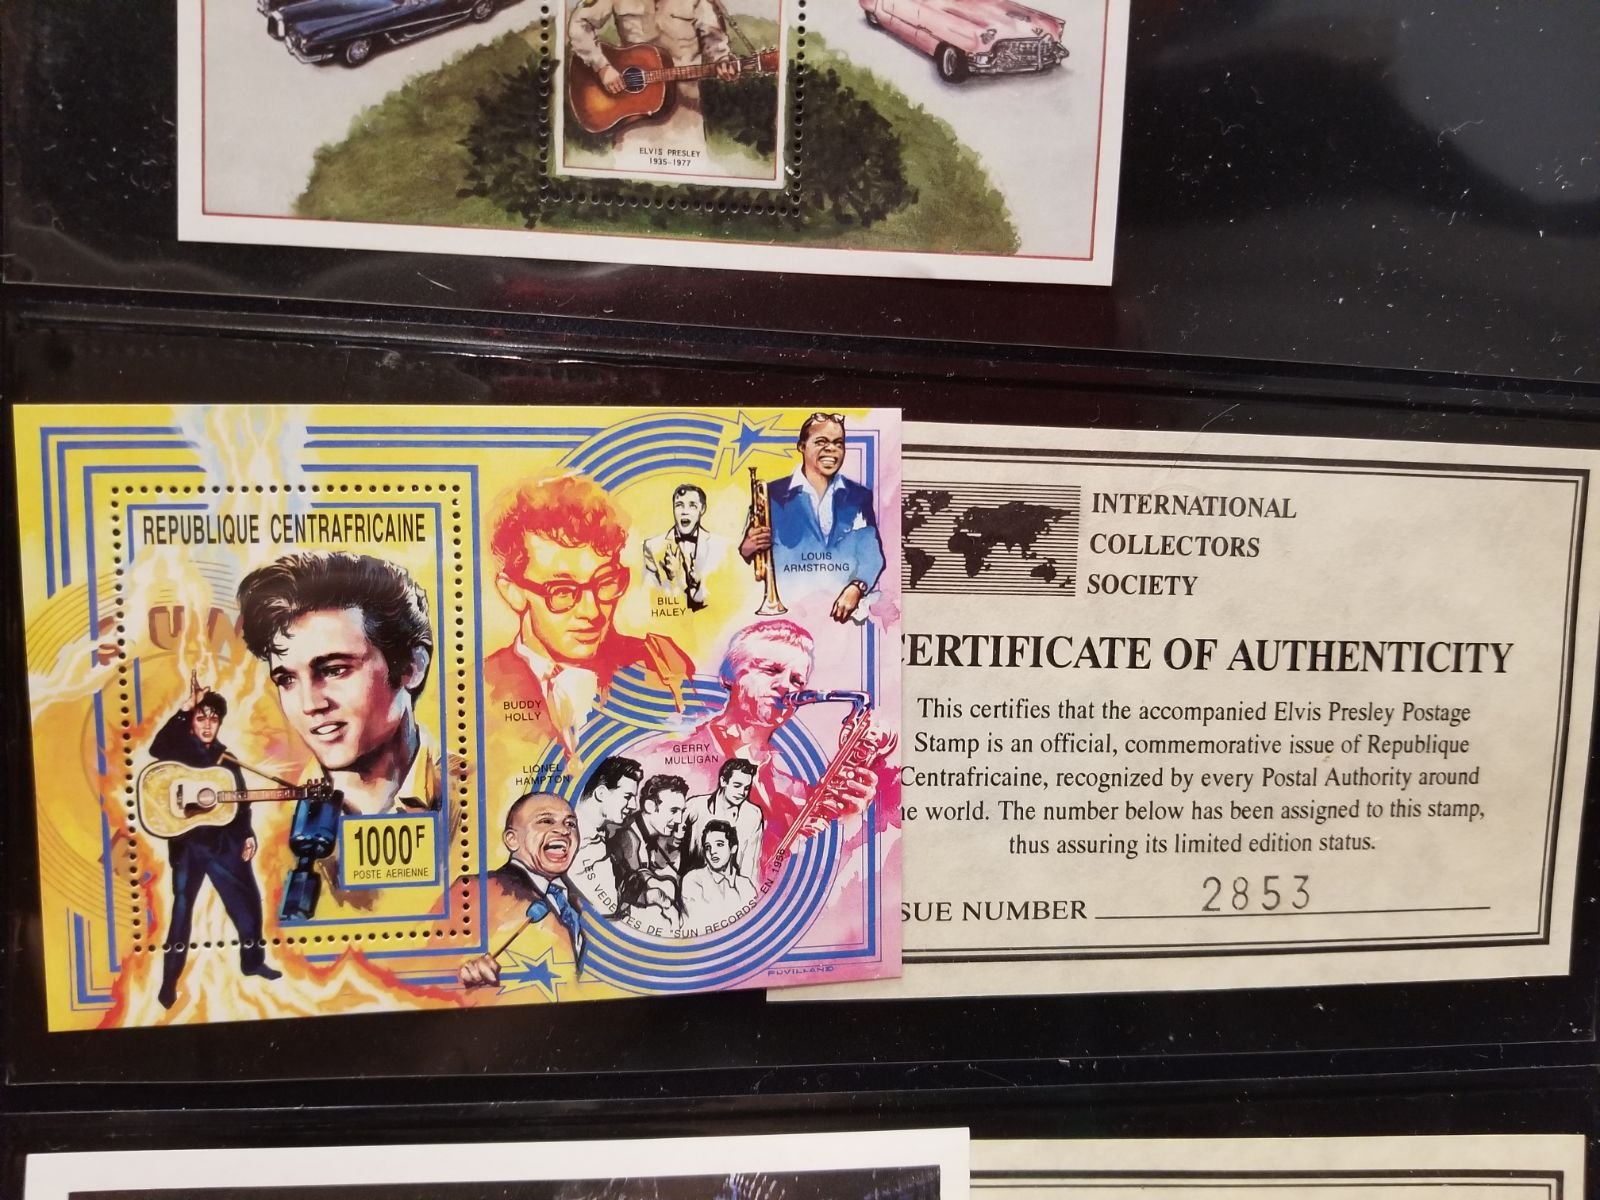 ELVIS PRESLEY
1935-1977
REPUBLIQUE CENTRAFRICAINE
1000F
POSTE AERIENNE
BUDDY
HOLLY
BILL
HALEY
LOUIS
ARMSTRONG
GERRY
MULLIGAN
LIONEL
HAMPTON
LES VEDETTES DE "SUN RECORDS" EN 1956
PUVILLAND
INTERNATIONAL
COLLECTORS
SOCIETY
CERTIFICATE OF AUTHENTICITY
This certifies that the accompanied Elvis Presley Postage
Stamp is an official, commemorative issue of Republique
Centrafricaine, recognized by every Postal Authority around
he world. The number below has been assigned to this stamp,
thus assuring its limited edition status.
SUE NUMBER 2853